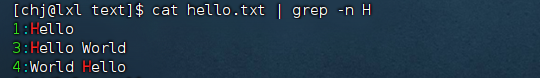 [chj@lxl text]$ cat hello.txt | grep -n H
1:Hello
3:Hello World
4:World Hello